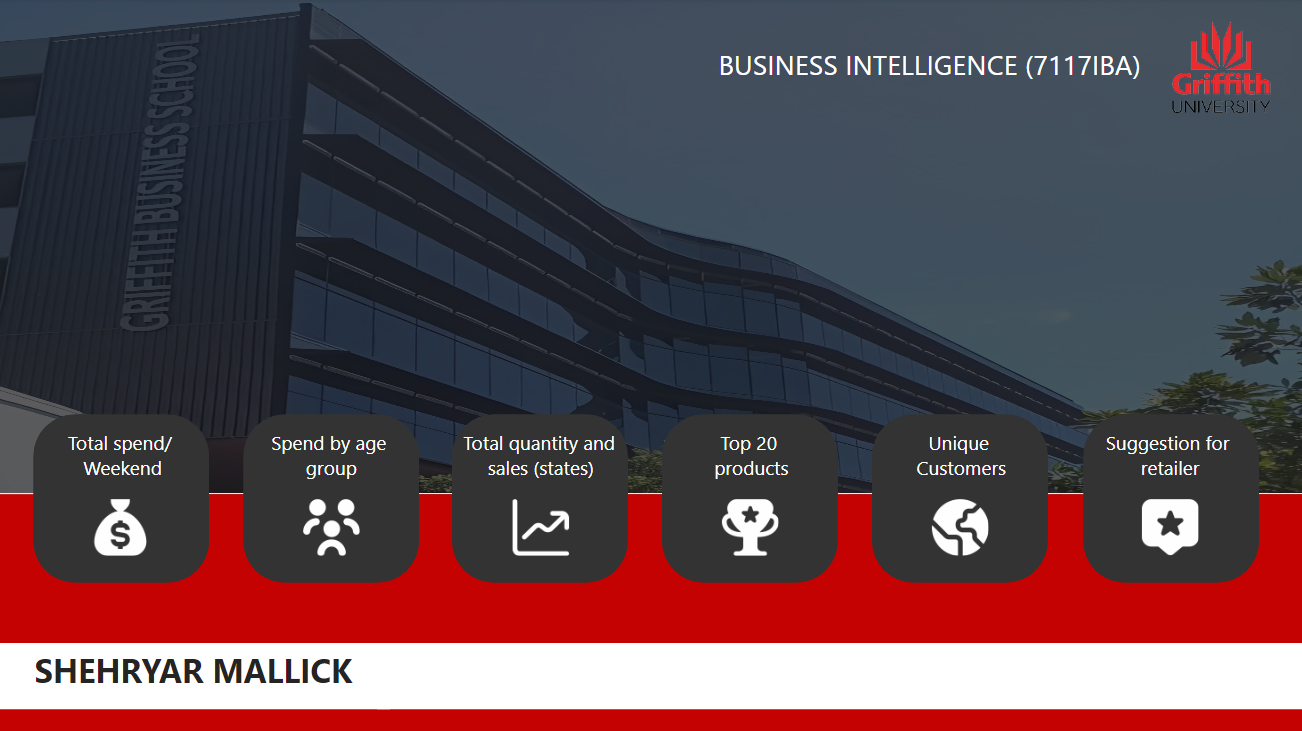 BUSINESS INTELLIGENCE (7117IBA)
Griffith
UNIVERSITY
GRIFFITH BUSINESS SCHOOL
Total spend/
Weekend
Spend by age
group
Total quantity and
sales (states)
Top 20
products
Unique
Customers
Suggestion for
retailer
SHEHRYAR MALLICK